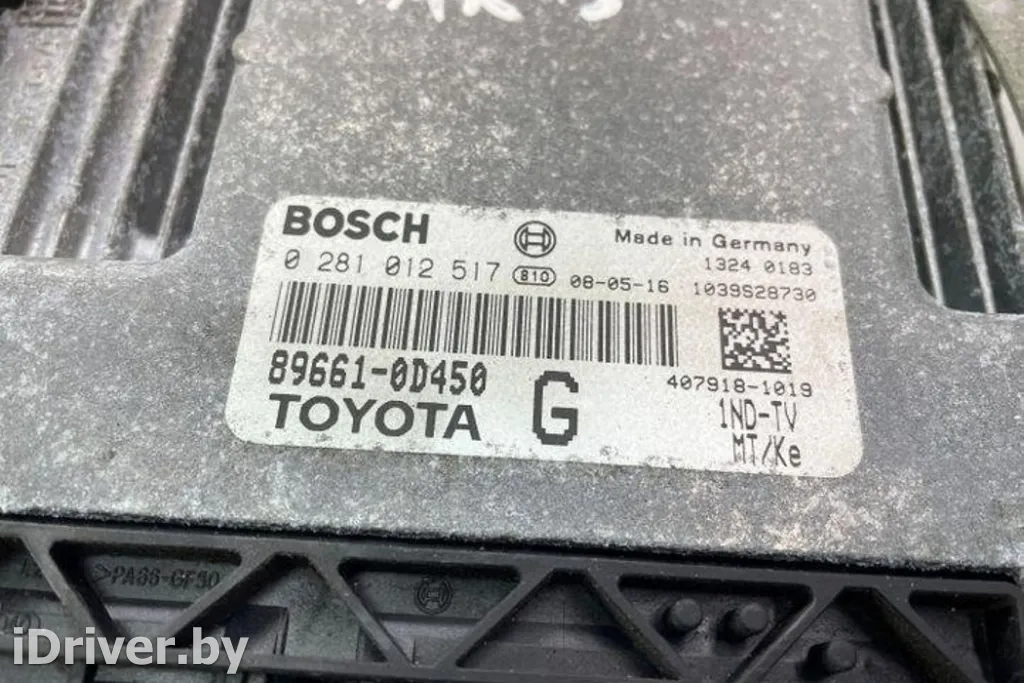 BOSCH
Made in Germany
0 281 012 517 810 08-05-16
1324 0183
1039S28730
89661-0D450 G
407918-1019
TOYOTA
1ND-TV
MT/Ke
>PA66-GF30
iDriver.by